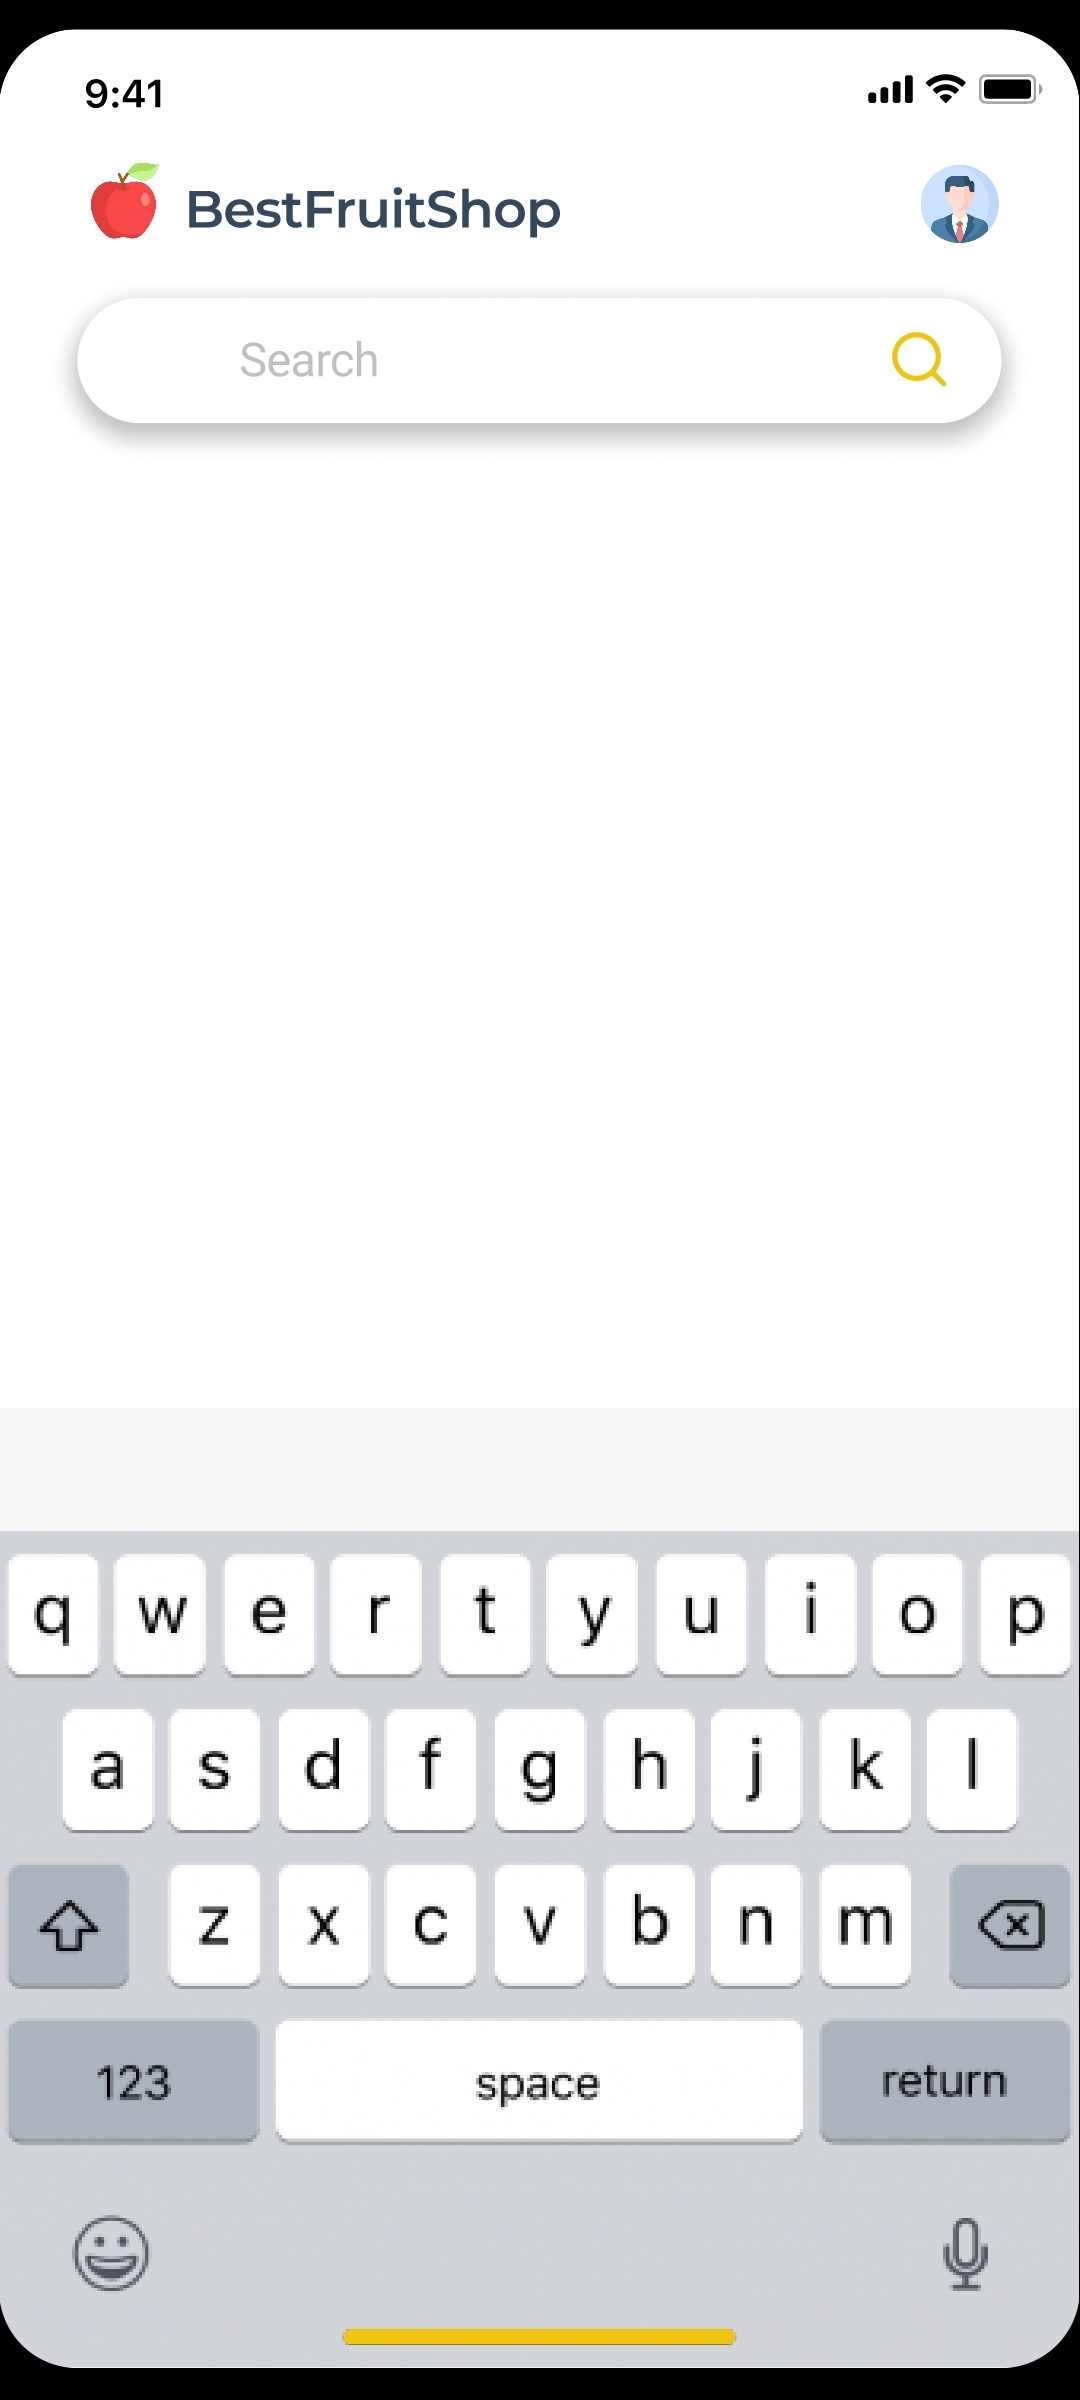 9:41
BestFruitShop
Search
q w e r t y u i o p
a s d f g h j k l
z x c v b n m
123 space return